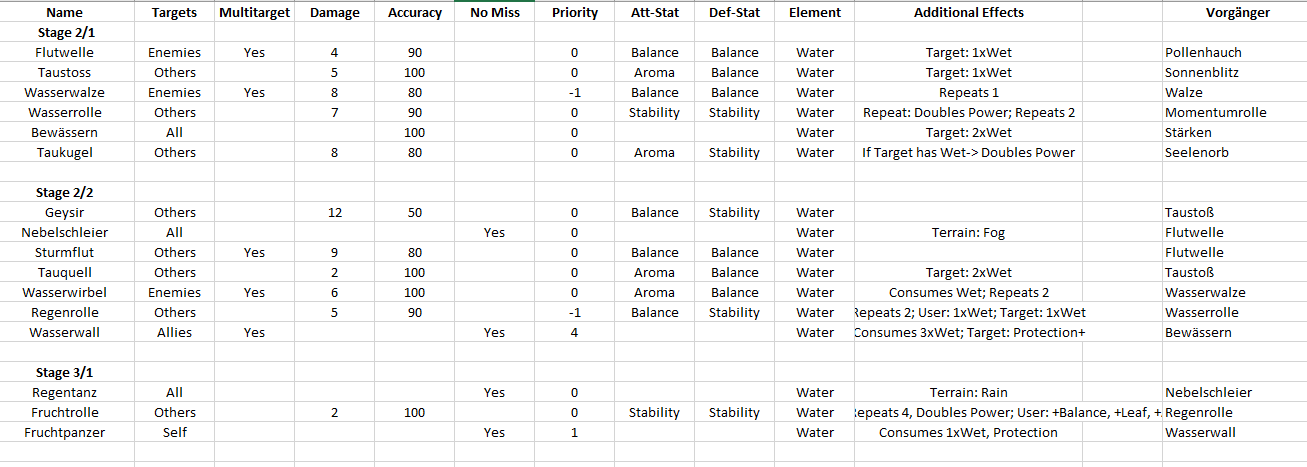 Name Targets Multitarget Damage Accuracy No Miss Priority Att-Stat Def-Stat Element Additional Effects Vorgänger
Stage 2/1
Flutwelle Enemies Yes 4 90 0 Balance Balance Water Target: 1xWet Pollenhauch
Taustoss Others 5 100 0 Aroma Balance Water Target: 1xWet Sonnenblitz
Wasserwalze Enemies Yes 8 80 -1 Balance Balance Water Repeats 1 Walze
Wasserrolle Others 7 90 0 Stability Stability Water Repeat: Doubles Power; Repeats 2 Momentumrolle
Bewässern All 100 0 Water Target: 2xWet Stärken
Taukugel Others 8 80 0 Aroma Stability Water If Target has Wet-> Doubles Power Seelenorb
Stage 2/2
Geysir Others 12 50 0 Balance Stability Water Taustoß
Nebelschleier All Yes 0 Water Terrain: Fog Flutwelle
Sturmflut Others Yes 9 80 0 Balance Balance Water Flutwelle
Tauquell Others 2 100 0 Aroma Balance Water Target: 2xWet Taustoß
Wasserwirbel Enemies Yes 6 100 0 Aroma Balance Water Consumes Wet; Repeats 2 Wasserwalze
Regenrolle Others 5 90 -1 Balance Stability Water Repeats 2; User: 1xWet; Target: 1xWet Wasserrolle
Wasserwall Allies Yes Yes 4 Water Consumes 3xWet; Target: Protection+ Bewässern
Stage 3/1
Regentanz All Yes 0 Water Terrain: Rain Nebelschleier
Fruchtrolle Others 2 100 0 Stability Stability Water epeats 4, Doubles Power; User: +Balance, +Leaf, + Regenrolle
Fruchtpanzer Self Yes 1 Water Consumes 1xWet, Protection Wasserwall